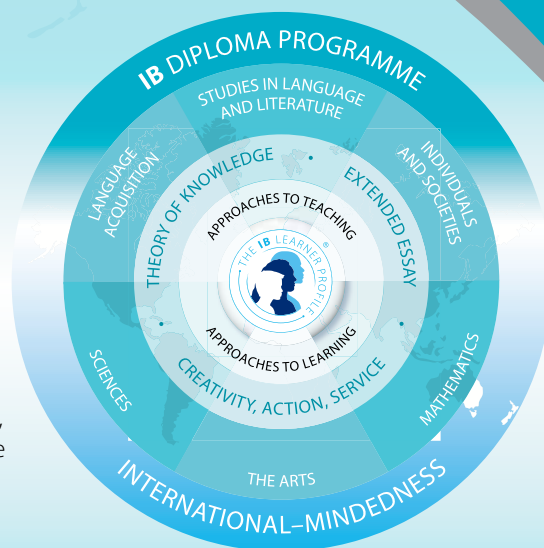 IB DIPLOMA PROGRAMME
STUDIES IN LANGUAGE
AND LITERATURE
LANGUAGE
ACQUISITION
INDIVIDUALS
AND SOCIETIES
THEORY OF KNOWLEDGE
EXTENDED ESSAY
APPROACHES TO TEACHING
THE IB LEARNER PROFILE
®
APPROACHES TO LEARNING
CREATIVITY, ACTION, SERVICE
SCIENCES
MATHEMATICS
THE ARTS
INTERNATIONAL–MINDEDNESS